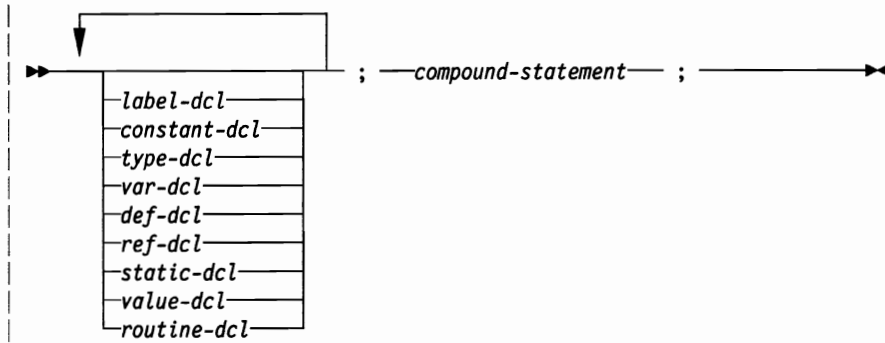 ; compound-statement ;
label-dcl
constant-dcl
type-dcl
var-dcl
def-dcl
ref-dcl
static-dcl
value-dcl
routine-dcl